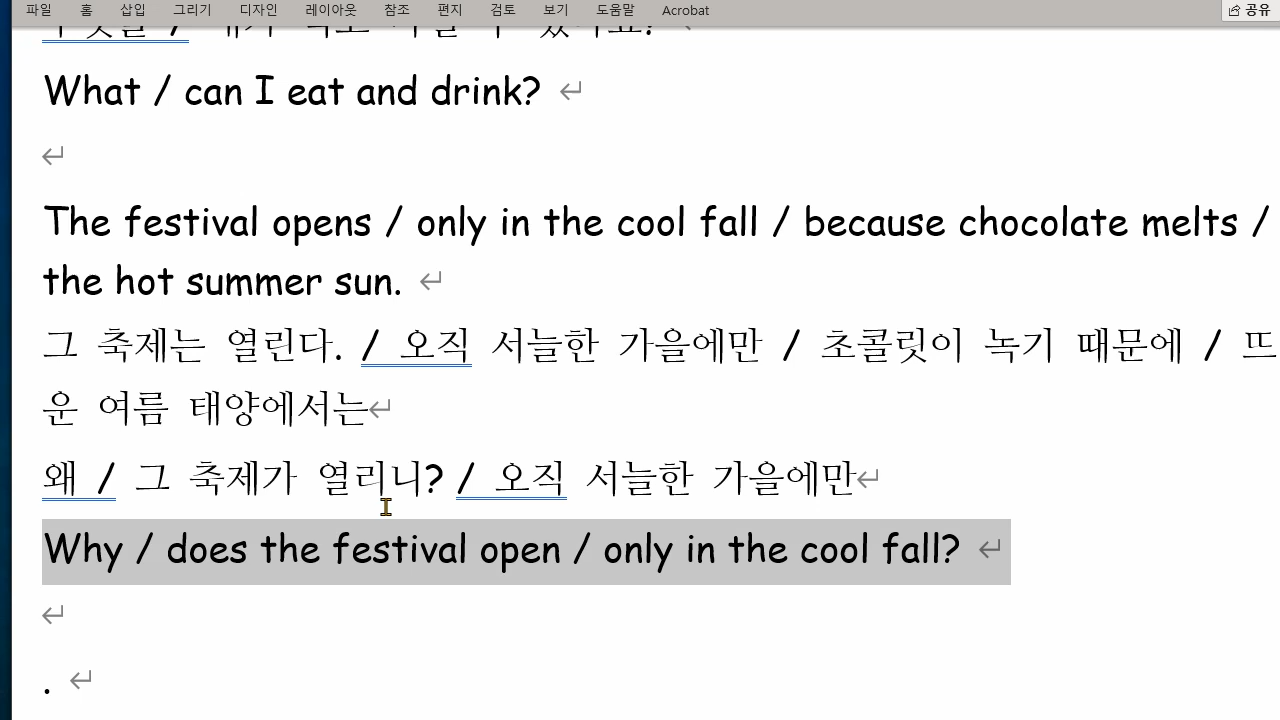 파일 홈 삽입 그리기 디자인 레이아웃 참조 편지 검토 보기 도움말 Acrobat 공유
What / can I eat and drink?
The festival opens / only in the cool fall / because chocolate melts /
the hot summer sun.
그 축제는 열린다. / 오직 서늘한 가을에만 / 초콜릿이 녹기 때문에 / 뜨
운 여름 태양에서는
왜 / 그 축제가 열리니? / 오직 서늘한 가을에만
Why / does the festival open / only in the cool fall?
.